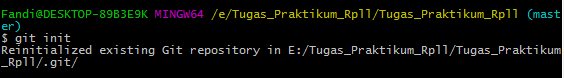 Fandi@DESKTOP-89B3E9K MINGW64 /e/Tugas_Praktikum_Rpll/Tugas_Praktikum_Rpll (mast
er)
$ git init
Reinitialized existing Git repository in E:/Tugas_Praktikum_Rpll/Tugas_Praktikum
_Rpll/.git/